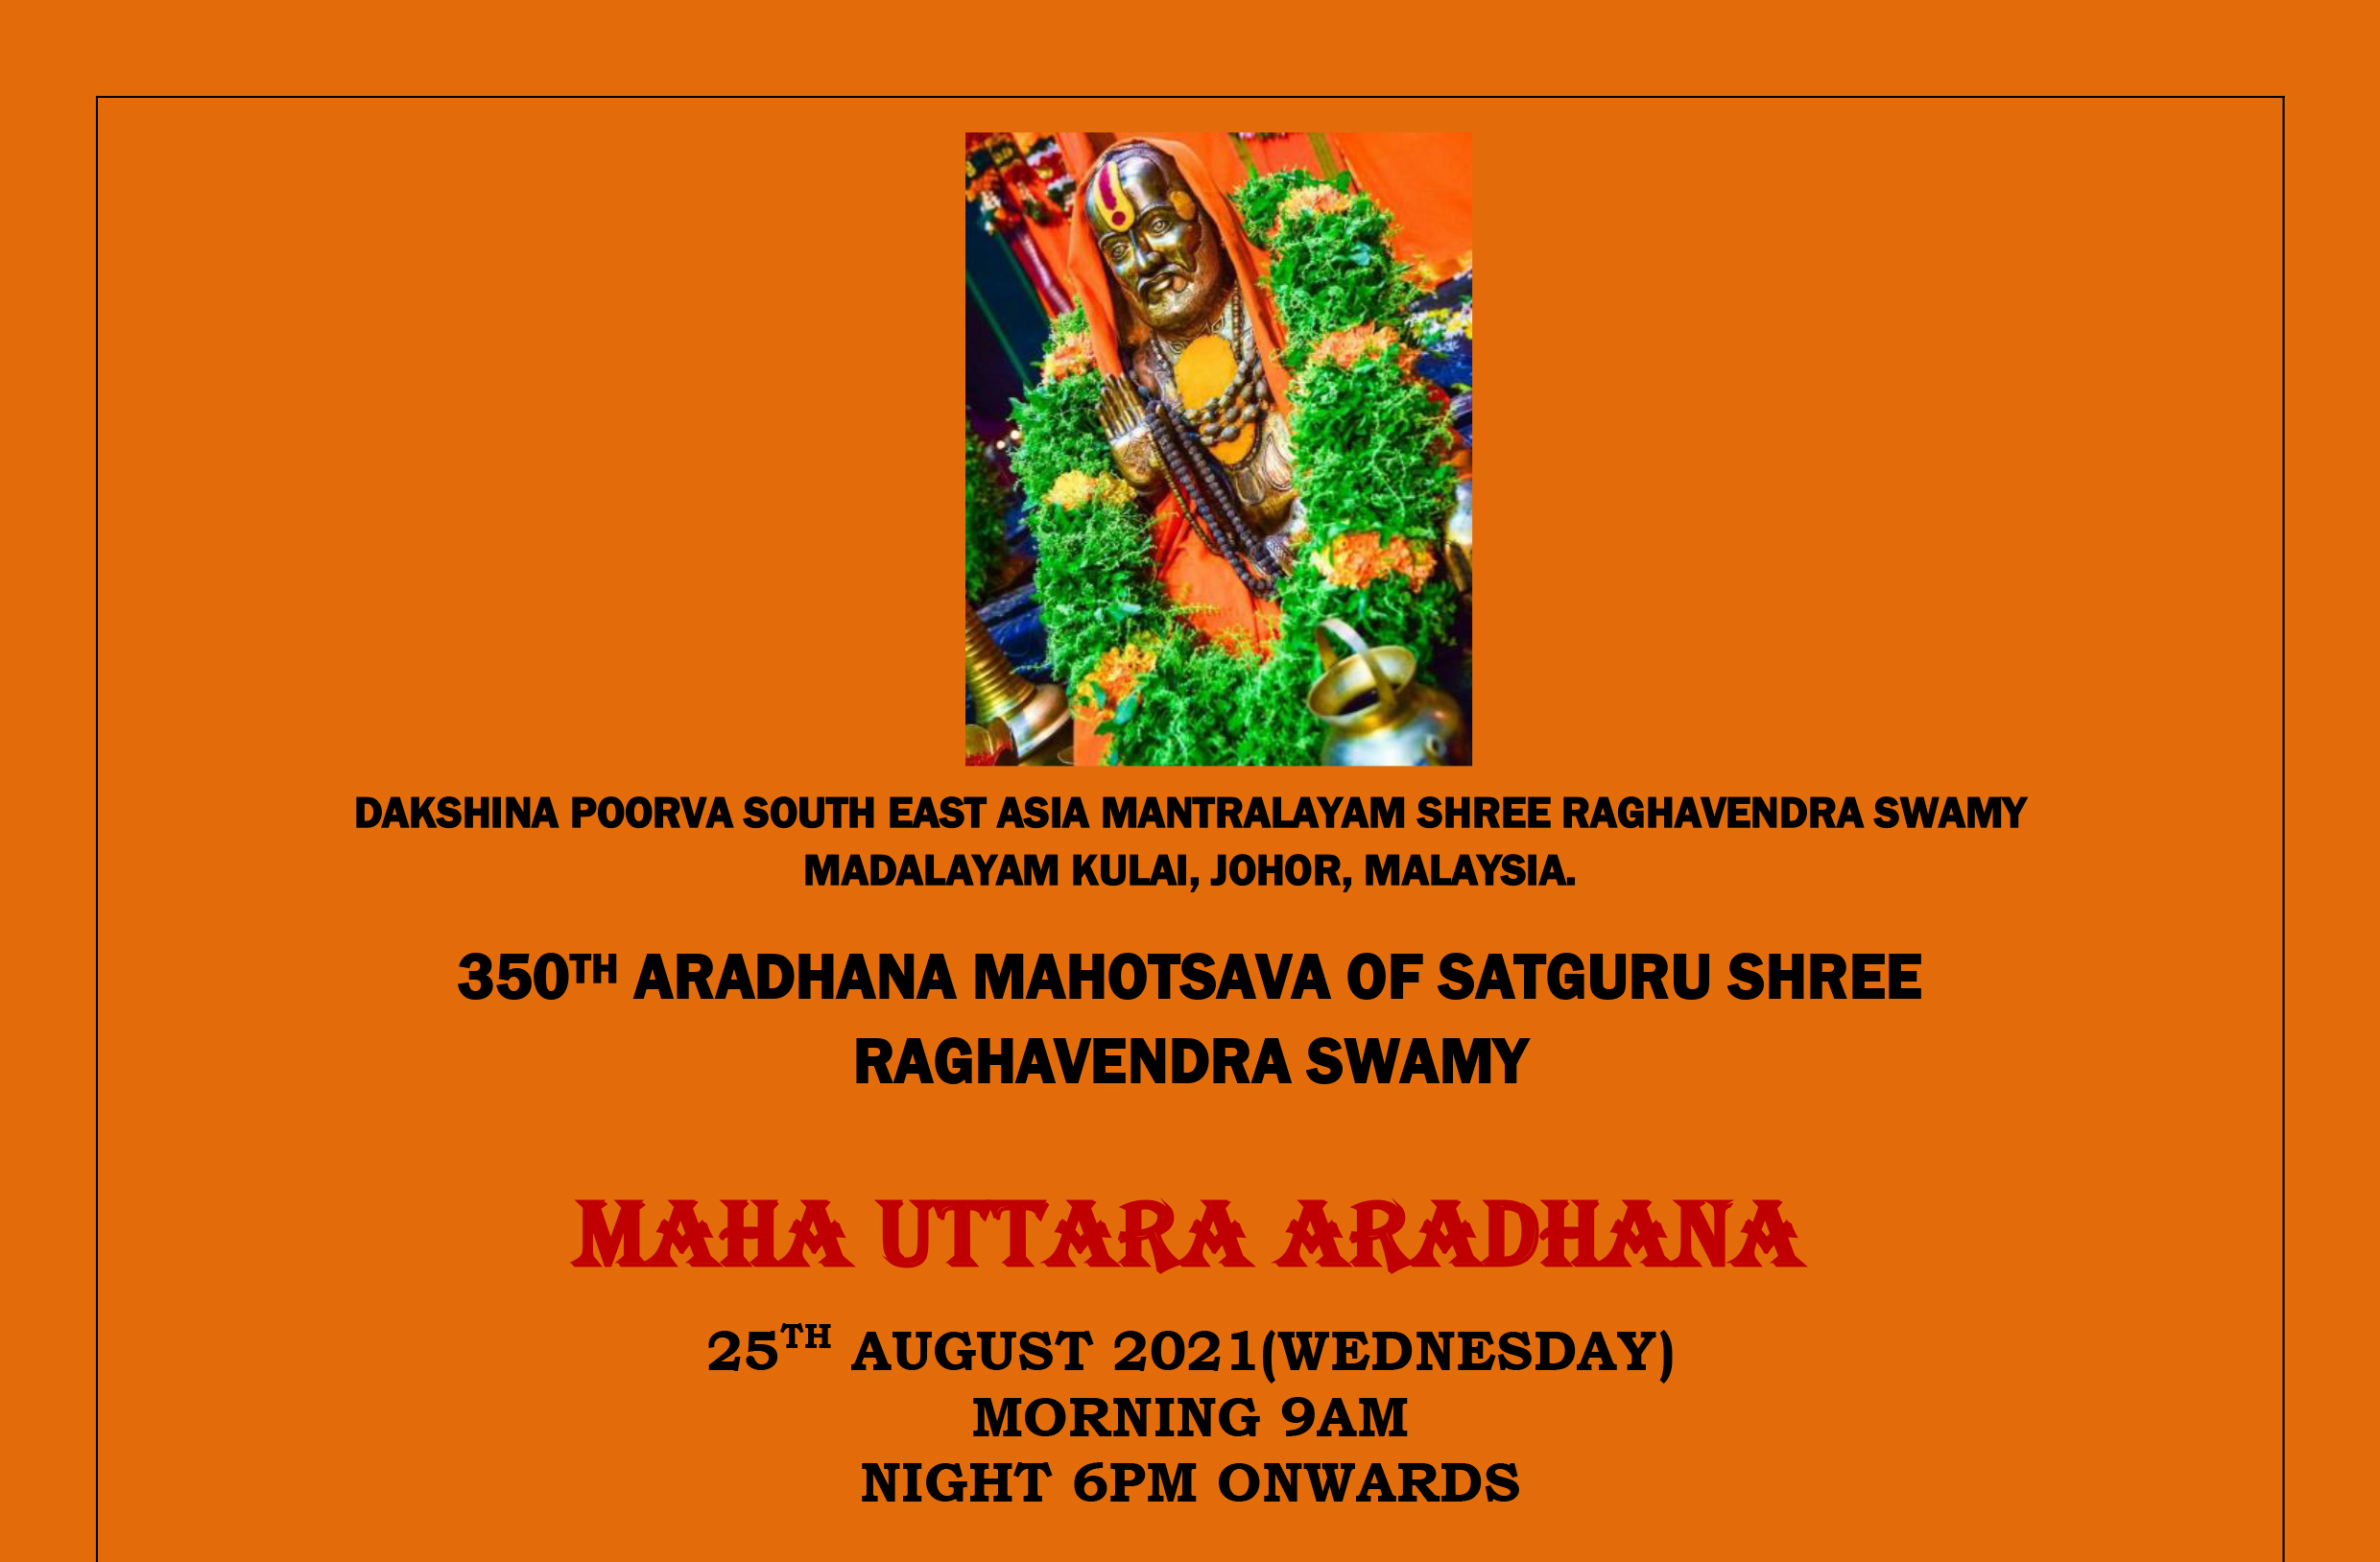 DAKSHINA POORVA SOUTH EAST ASIA MANTRALAYAM SHREE RAGHAVENDRA SWAMY
MADALAYAM KULAI, JOHOR, MALAYSIA.
350TH ARADHANA MAHOTSAVA OF SATGURU SHREE
RAGHAVENDRA SWAMY
MAHA UTTARA ARADHANA
25TH AUGUST 2021(WEDNESDAY)
MORNING 9AM
NIGHT 6PM ONWARDS